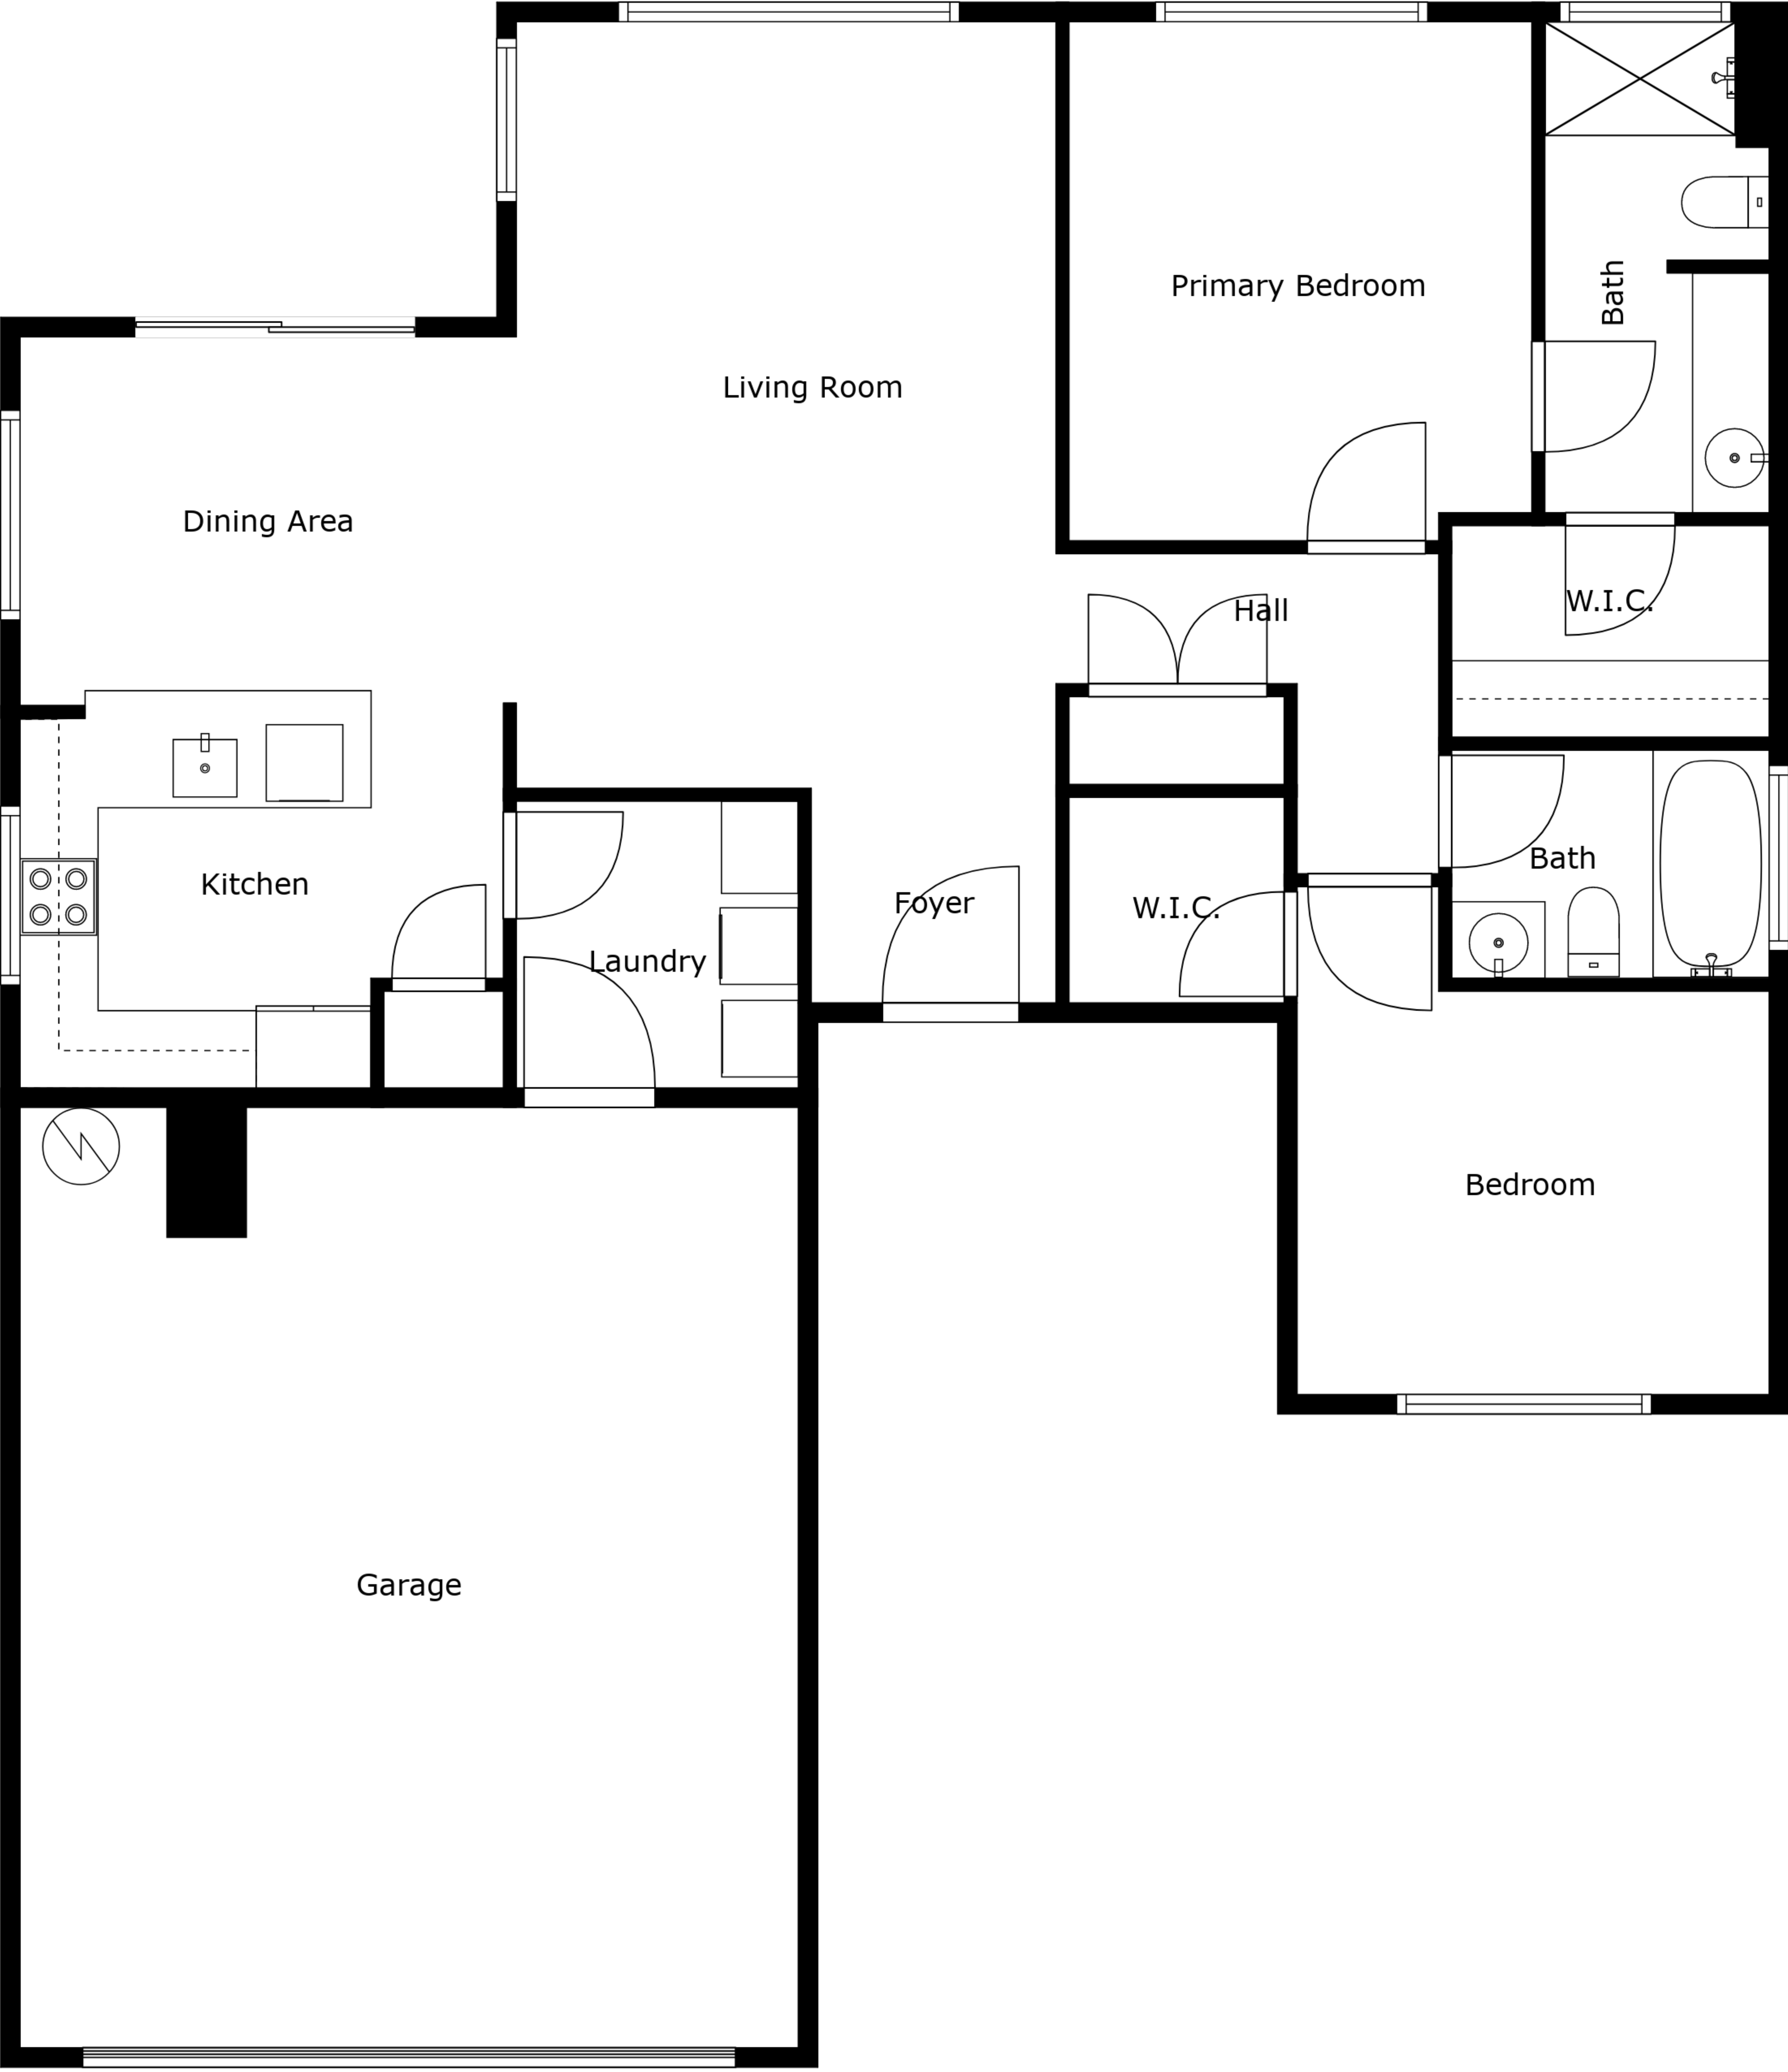 Primary Bedroom
Bath
Living Room
Dining Area
Hall
W.I.C.
Kitchen
Bath
Foyer
W.I.C.
Laundry
Bedroom
Garage